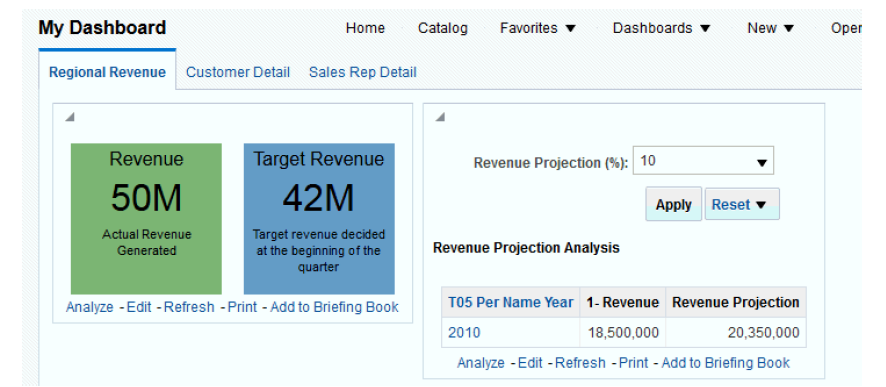 My Dashboard Home Catalog Favorites ▼ Dashboards ▼ New ▼ Oper
Regional Revenue Customer Detail Sales Rep Detail
Revenue
50M
Actual Revenue
Generated
Target Revenue
42M
Target revenue decided
at the beginning of the
quarter
Analyze - Edit - Refresh - Print - Add to Briefing Book
Revenue Projection (%): 10
Apply Reset ▼
Revenue Projection Analysis
T05 Per Name Year 1- Revenue Revenue Projection
2010 18,500,000 20,350,000
Analyze - Edit - Refresh - Print - Add to Briefing Book